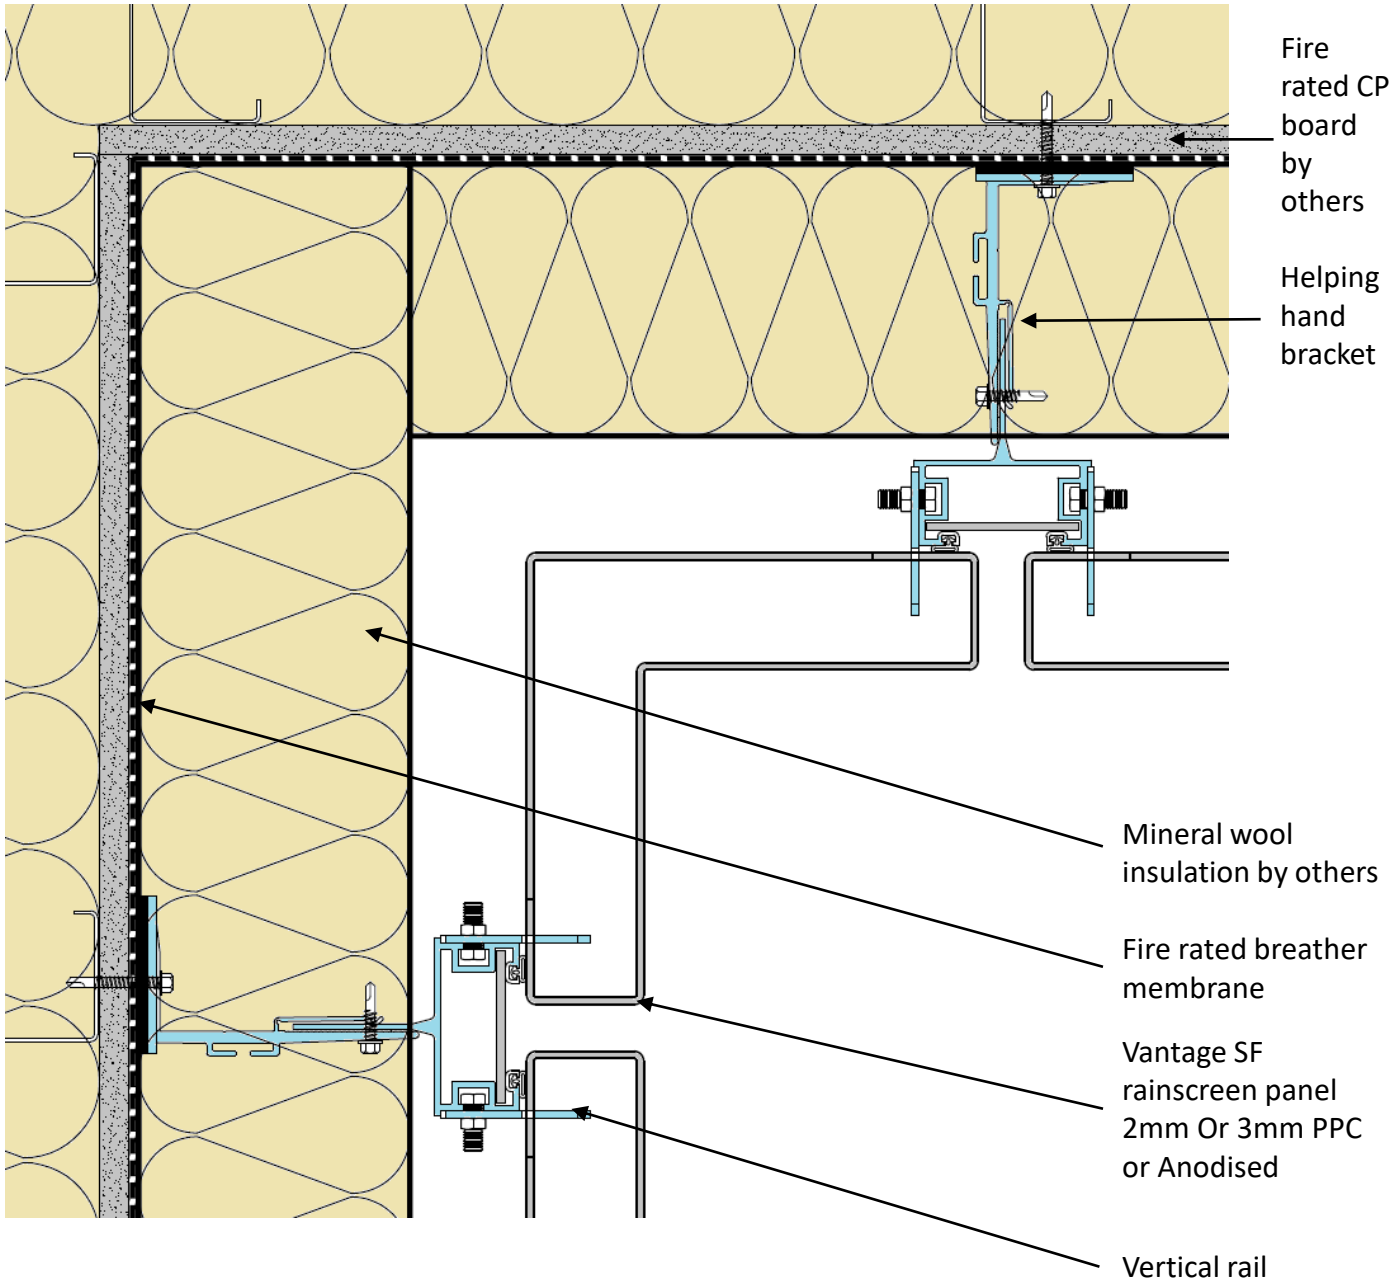 Fire
rated CP
board
by
others
Helping
hand
bracket
Mineral wool
insulation by others
Fire rated breather
membrane
Vantage SF
rainscreen panel
2mm Or 3mm PPC
or Anodised
Vertical rail